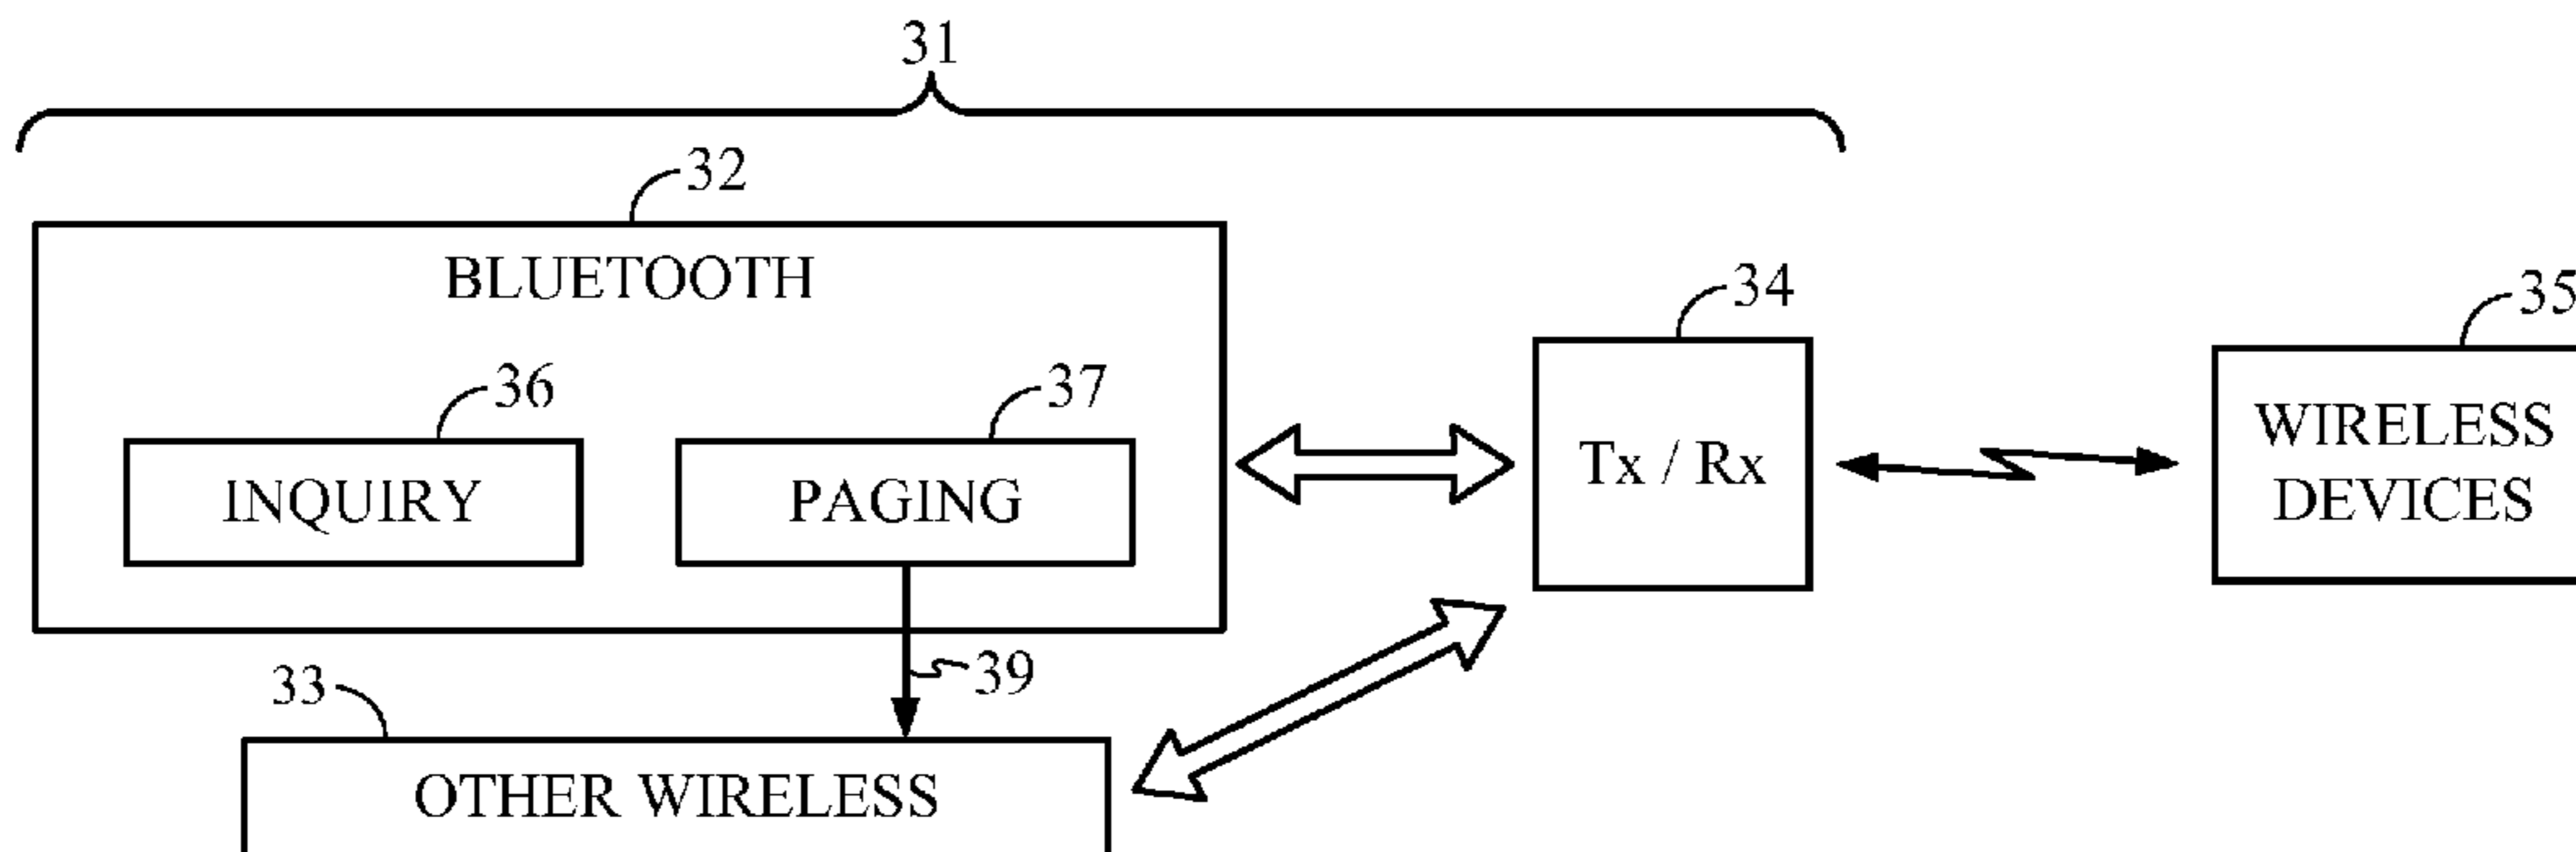 31
32
BLUETOOTH
34
35
36
37
WIRELESS
DEVICES
Tx / Rx
INQUIRY
PAGING
39
33
OTHER WIRELESS